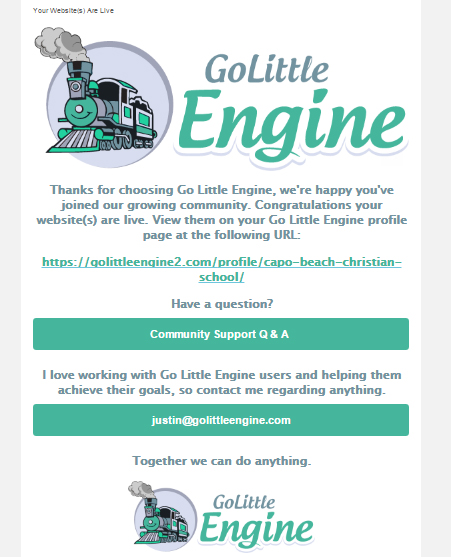 Your Website(s) Are Live
GoLittle
Engine
Thanks for choosing Go Little Engine, we're happy you've
joined our growing community. Congratulations your
website(s) are live. View them on your Go Little Engine profile
page at the following URL:
https://golittleengine2.com/profile/capo-beach-christian-
school/
Have a question?
Community Support Q & A
I love working with Go Little Engine users and helping them
achieve their goals, so contact me regarding anything.
justin@golittleengine.com
Together we can do anything.
GoLittle
Engine